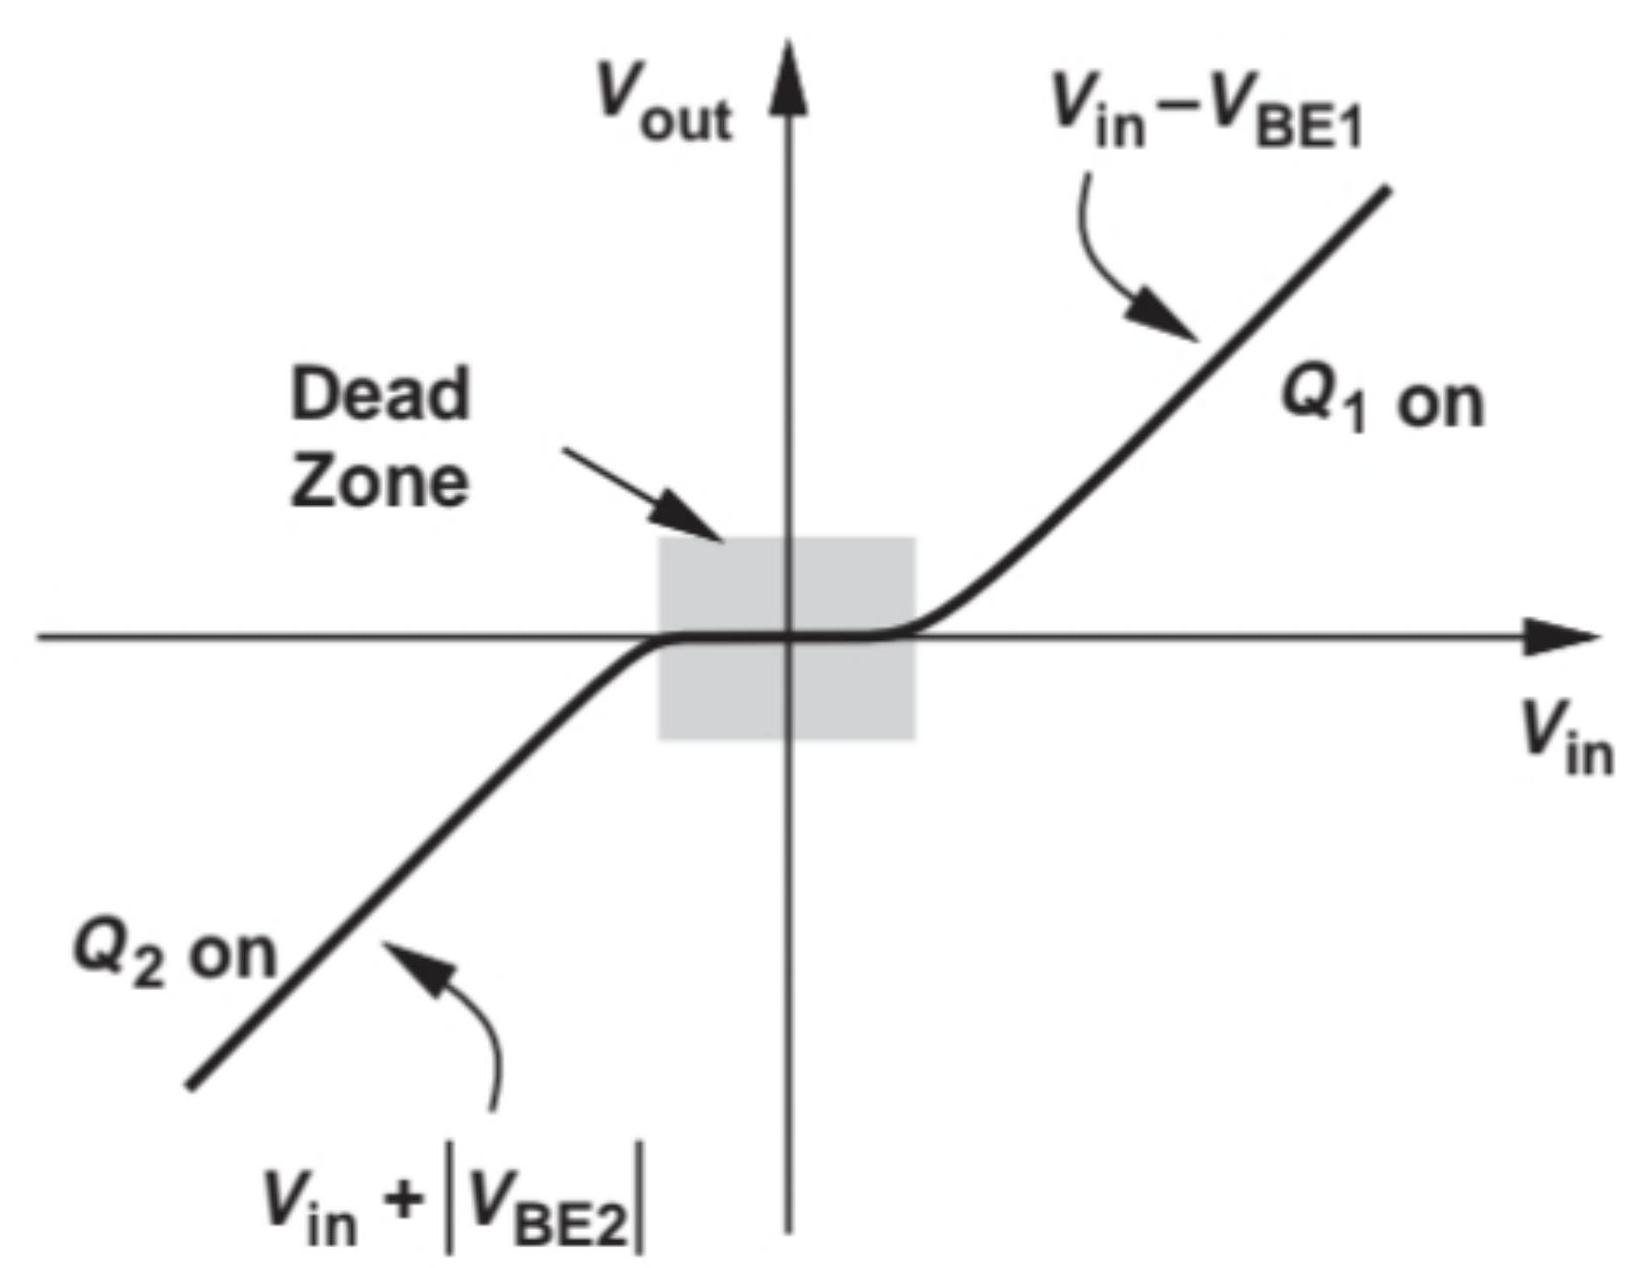 Vout
Vin−VBE1
Dead
Zone
Q1 on
Vin
Q2 on
Vin + |VBE2|